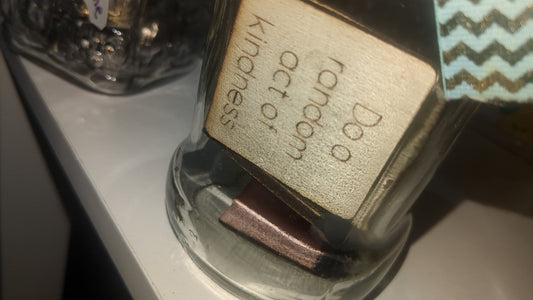 Do a
random
act of
kindness